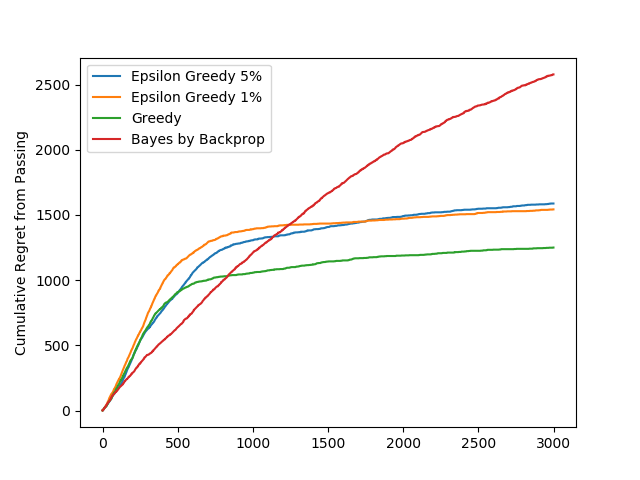 Epsilon Greedy 5%
Epsilon Greedy 1%
Greedy
Bayes by Backprop
Cumulative Regret from Passing
2500
2000
1500
1000
500
0
0 500 1000 1500 2000 2500 3000